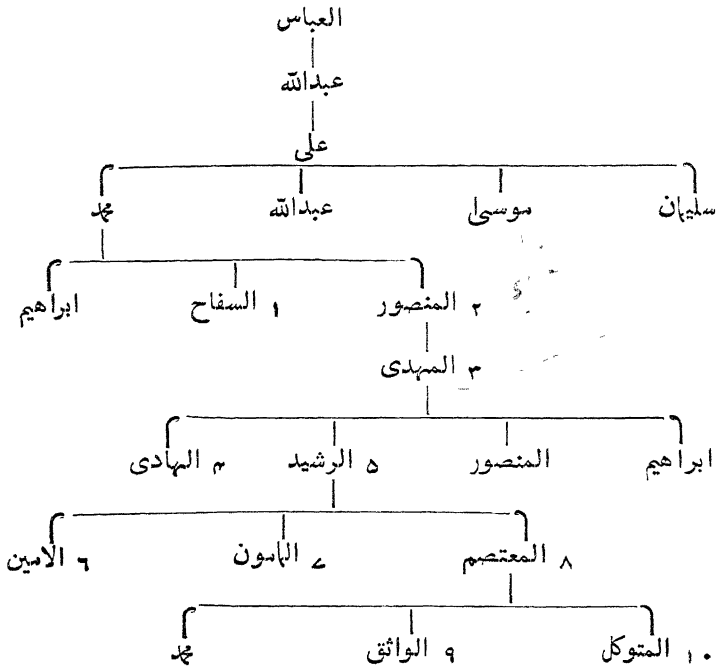 العباس
عبدالله
على
سليمان موسىٰ عبدالله محمد
٢ المنصور ١ السفاح ابراهيم
٣ المهدى
ابراهيم المنصور ٥ الرشيد ٤ الهادى
٨ المعتصم ٧ المامون ٦ الامين
١٠ المتوكل ٩ الواثق محمد